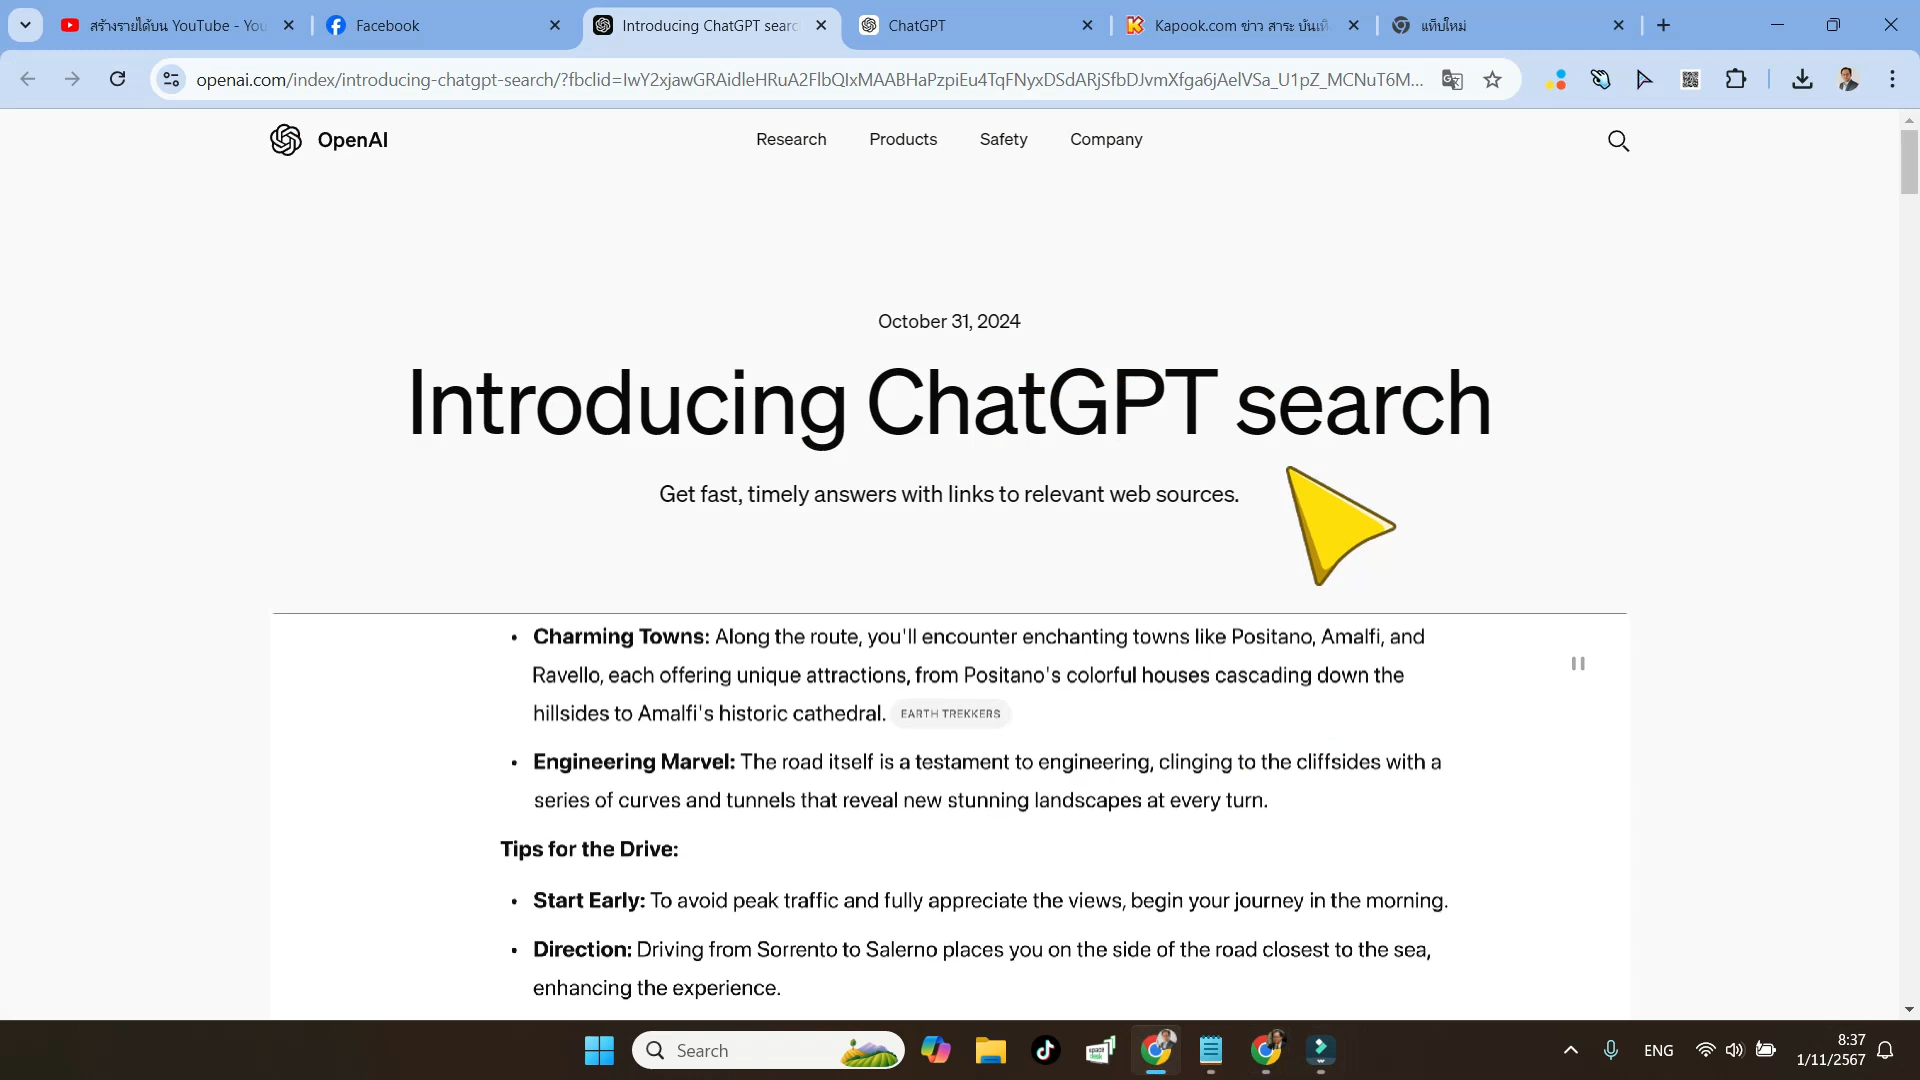 สร้างรายได้บน YouTube - You
Facebook
Introducing ChatGPT searc
ChatGPT
Kapook.com ข่าว สาระ บันเทิ
แท็บใหม่
openai.com/index/introducing-chatgpt-search/?fbclid=IwY2xjawGRAidleHRuA2FlbQIxMAABHaPzpiEu4TqFNyxDSdARjSfbDJvmXfga6jAelVSa_U1pZ_MCNuT6M...
OpenAI
Research
Products
Safety
Company
October 31, 2024
Introducing ChatGPT search
Get fast, timely answers with links to relevant web sources.
• Charming Towns: Along the route, you'll encounter enchanting towns like Positano, Amalfi, and
Ravello, each offering unique attractions, from Positano's colorful houses cascading down the
hillsides to Amalfi's historic cathedral. EARTH TREKKERS
• Engineering Marvel: The road itself is a testament to engineering, clinging to the cliffsides with a
series of curves and tunnels that reveal new stunning landscapes at every turn.
Tips for the Drive:
• Start Early: To avoid peak traffic and fully appreciate the views, begin your journey in the morning.
• Direction: Driving from Sorrento to Salerno places you on the side of the road closest to the sea,
enhancing the experience.
Search
space
desk
ENG
8:37
1/11/2567